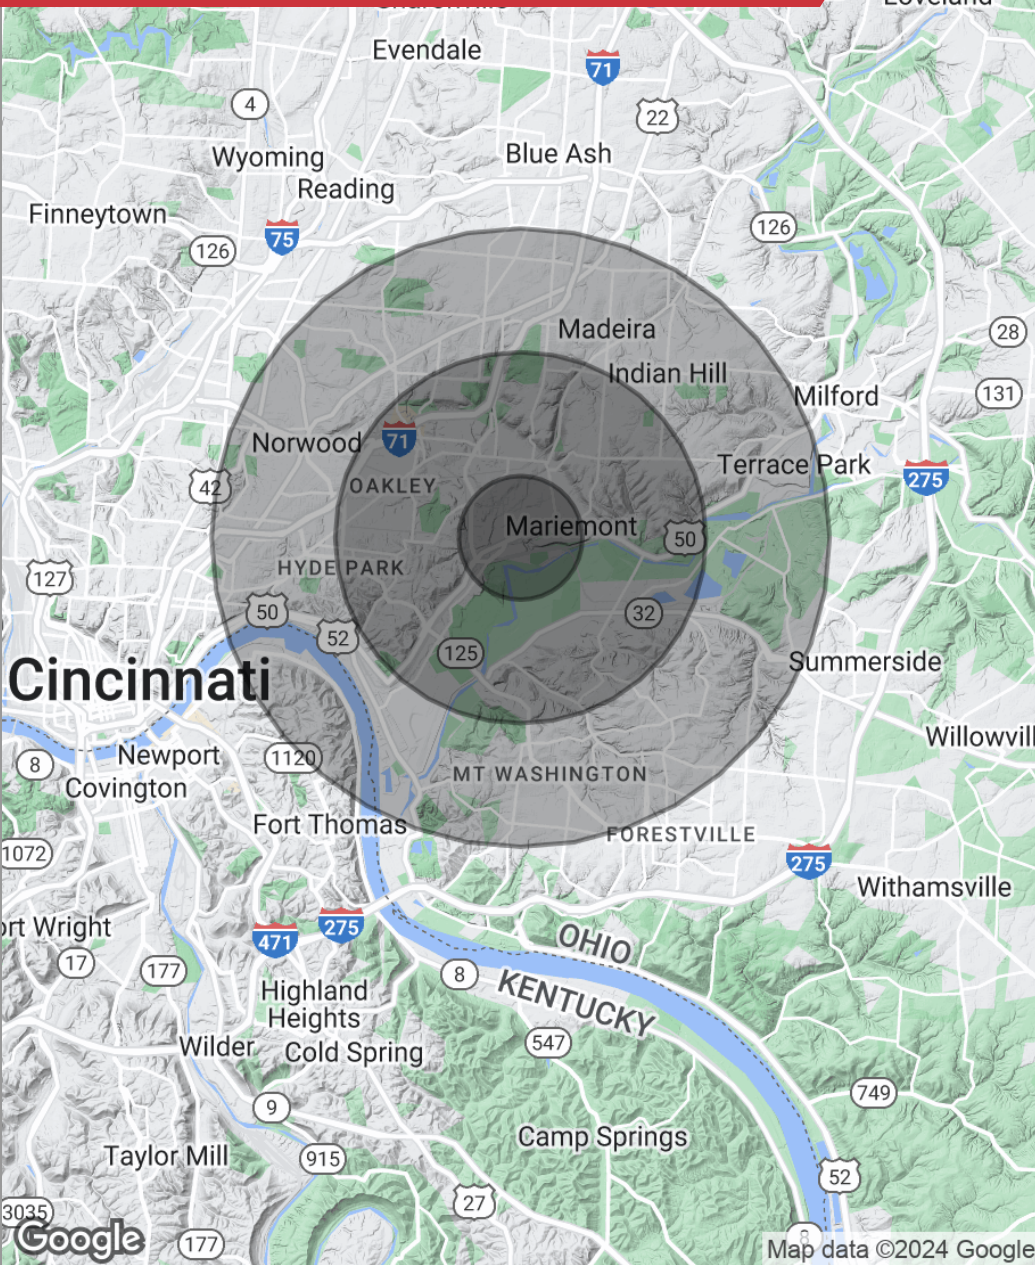 Sharonville
Loveland
Evendale
71
4
22
Wyoming
Blue Ash
Reading
Finneytown
126
75
126
Madeira
28
Indian Hill
Milford
131
Norwood
71
Terrace Park
OAKLEY
42
275
Mariemont
50
127
HYDE PARK
50
32
52
125
Cincinnati
Summerside
Willowvill
Newport
8
1120
Covington
MT WASHINGTON
Fort Thomas
FORESTVILLE
1072
275
Withamsville
ort Wright
275
471
OHIO
17
177
8
KENTUCKY
Highland
Heights
Wilder
Cold Spring
547
749
9
Camp Springs
Taylor Mill
915
52
27
3035
Google
177
8
Map data ©2024 Google